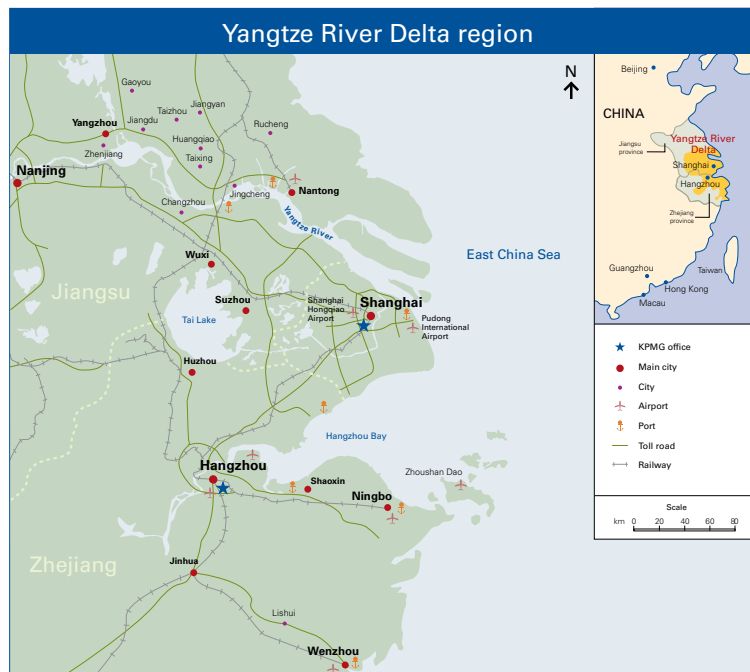 Yangtze River Delta region
N
Gaoyou
Taizhou
Jiangyan
Yangzhou
Jiangdu
Rucheng
Huangqiao
Zhenjiang
Taixing
Nanjing
Jingcheng
Nantong
Changzhou
Yangtze River
Wuxi
East China Sea
Jiangsu
Suzhou
Shanghai
Hongqiao
Airport
Shanghai
Tai Lake
Pudong
International
Airport
Huzhou
Hangzhou Bay
Hangzhou
Zhoushan Dao
Shaoxin
Ningbo
Zhejiang
Jinhua
Lishui
Wenzhou
Beijing
CHINA
Jiangsu
province
Yangtze River
Delta
Shanghai
Hangzhou
Zhejiang
province
Guangzhou
Taiwan
Hong Kong
Macau
KPMG office
Main city
City
Airport
Port
Toll road
Railway
Scale
km 0 20 40 60 80